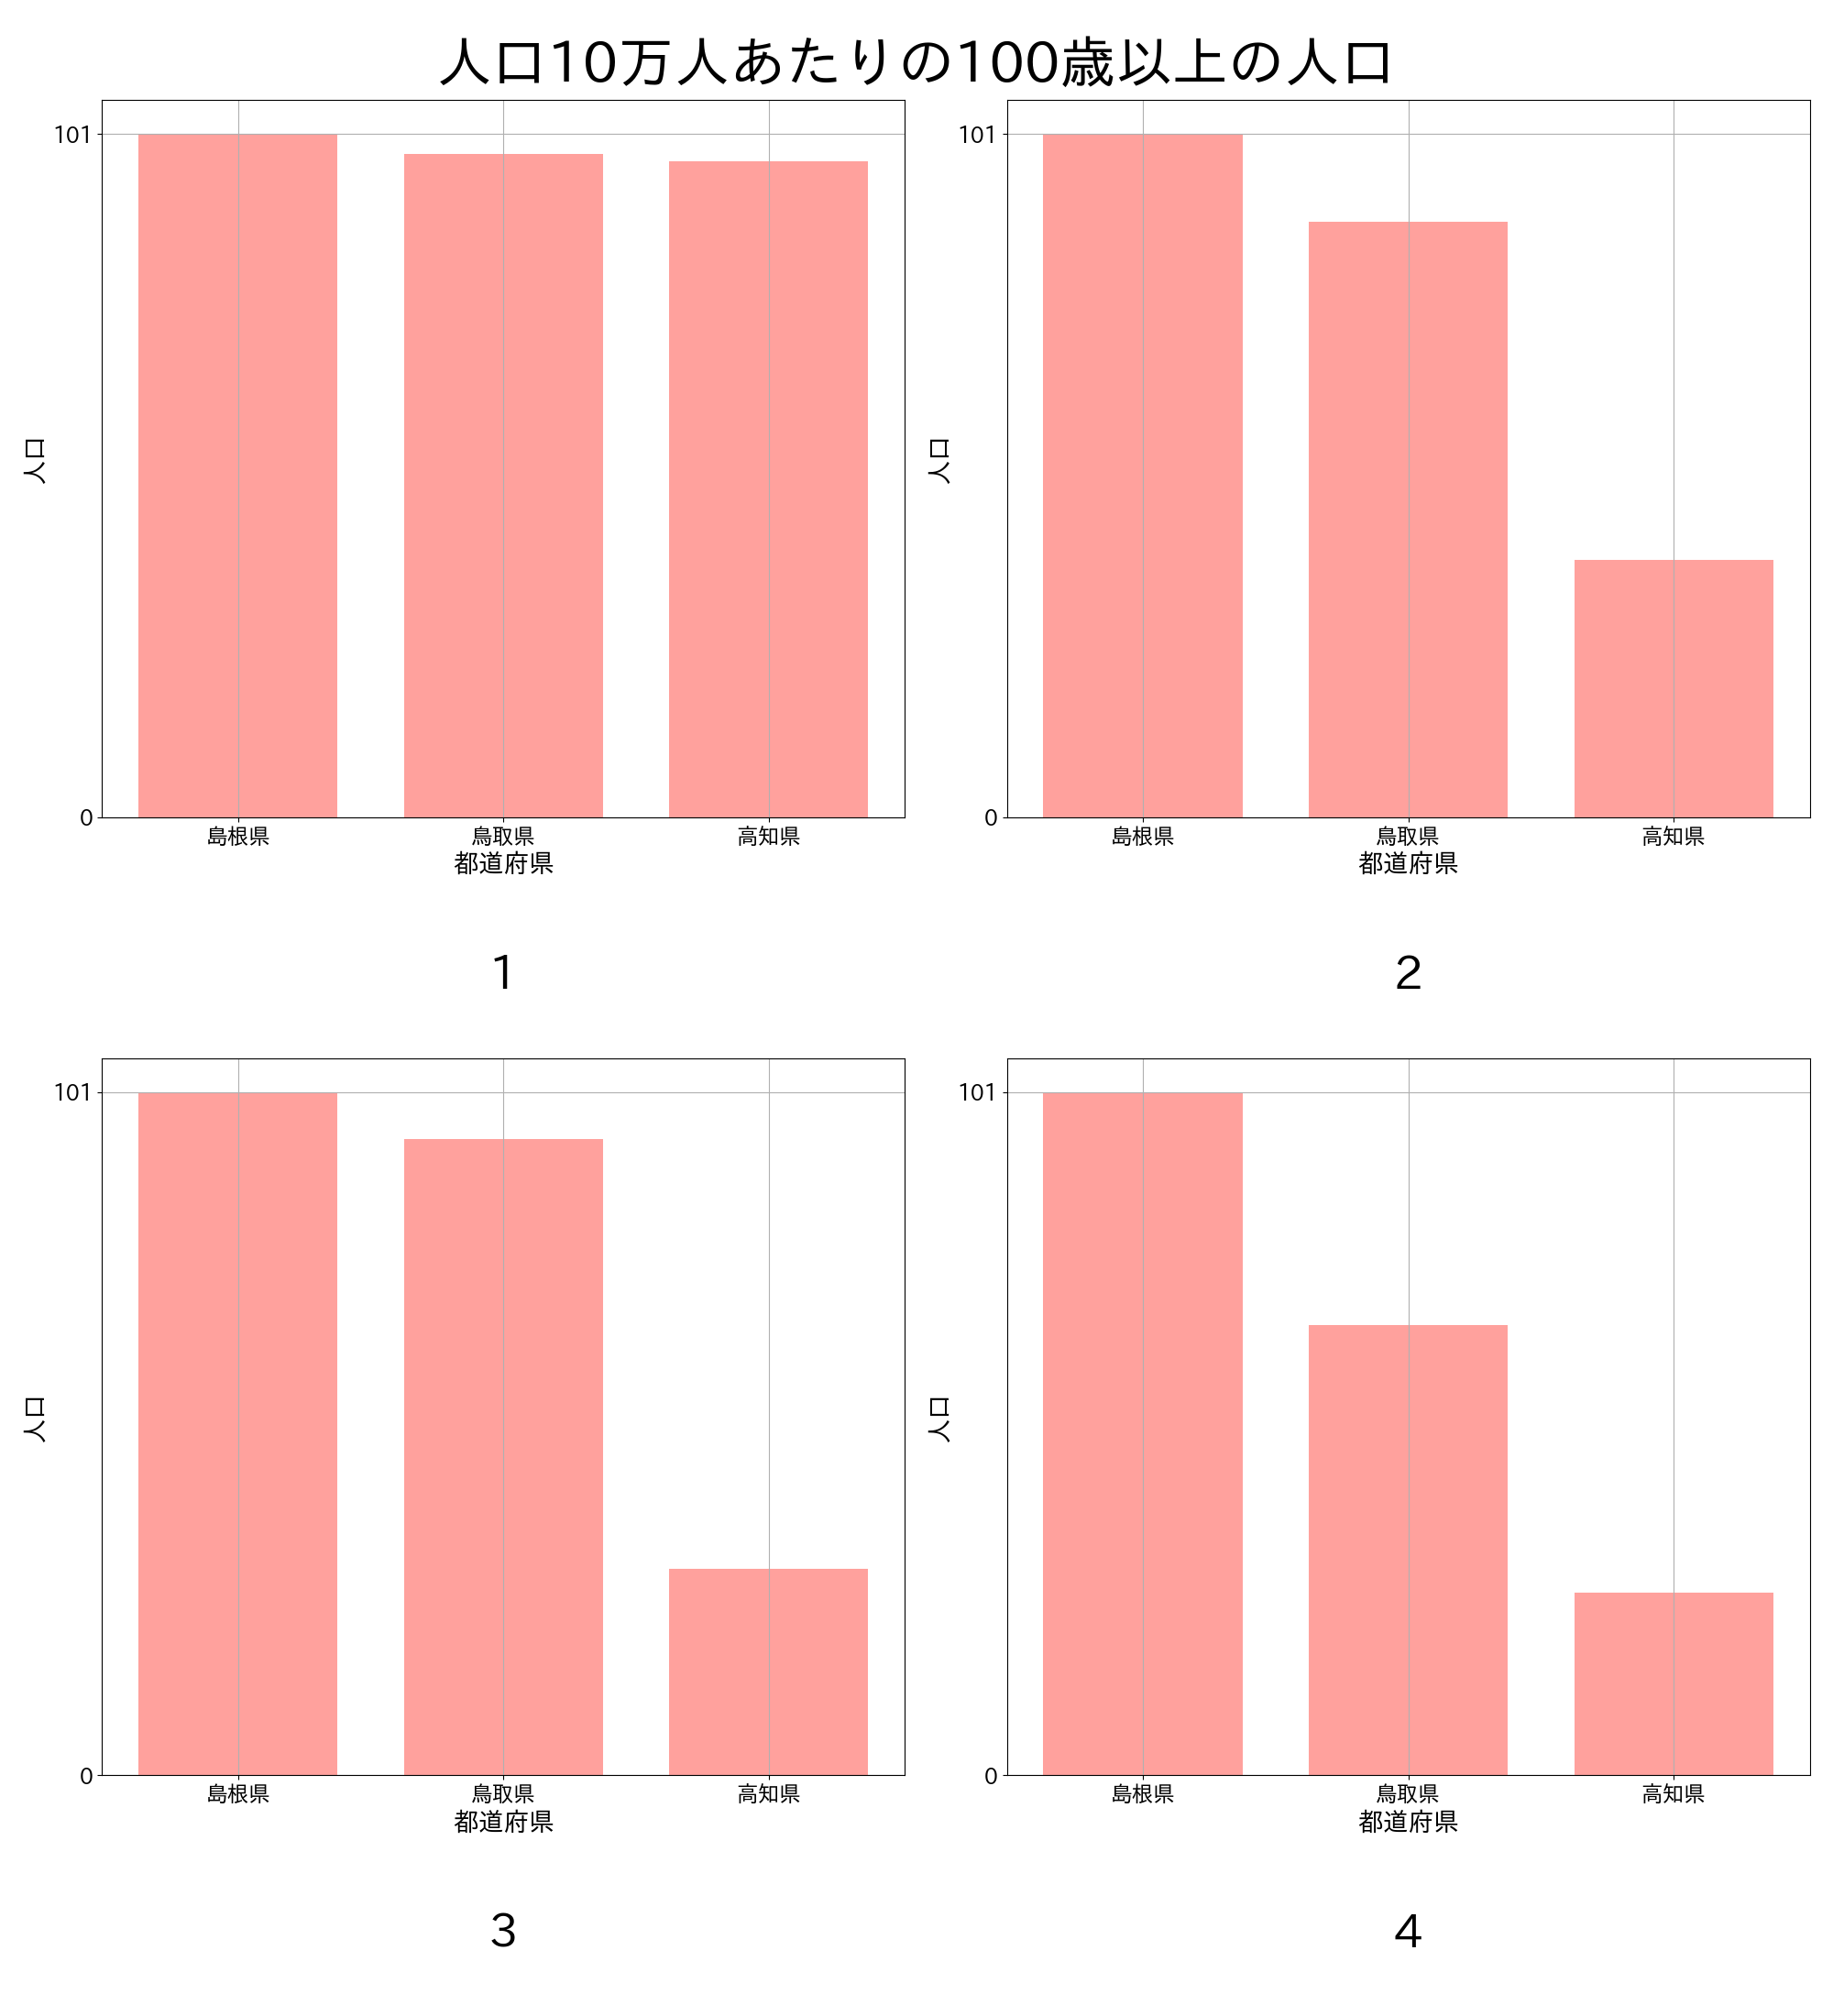 人口10万人あたりの100歳以上の人口
101
0
人口
島根県 鳥取県 高知県
都道府県
1
101
0
人口
島根県 鳥取県 高知県
都道府県
2
101
0
人口
島根県 鳥取県 高知県
都道府県
3
101
0
人口
島根県 鳥取県 高知県
都道府県
4